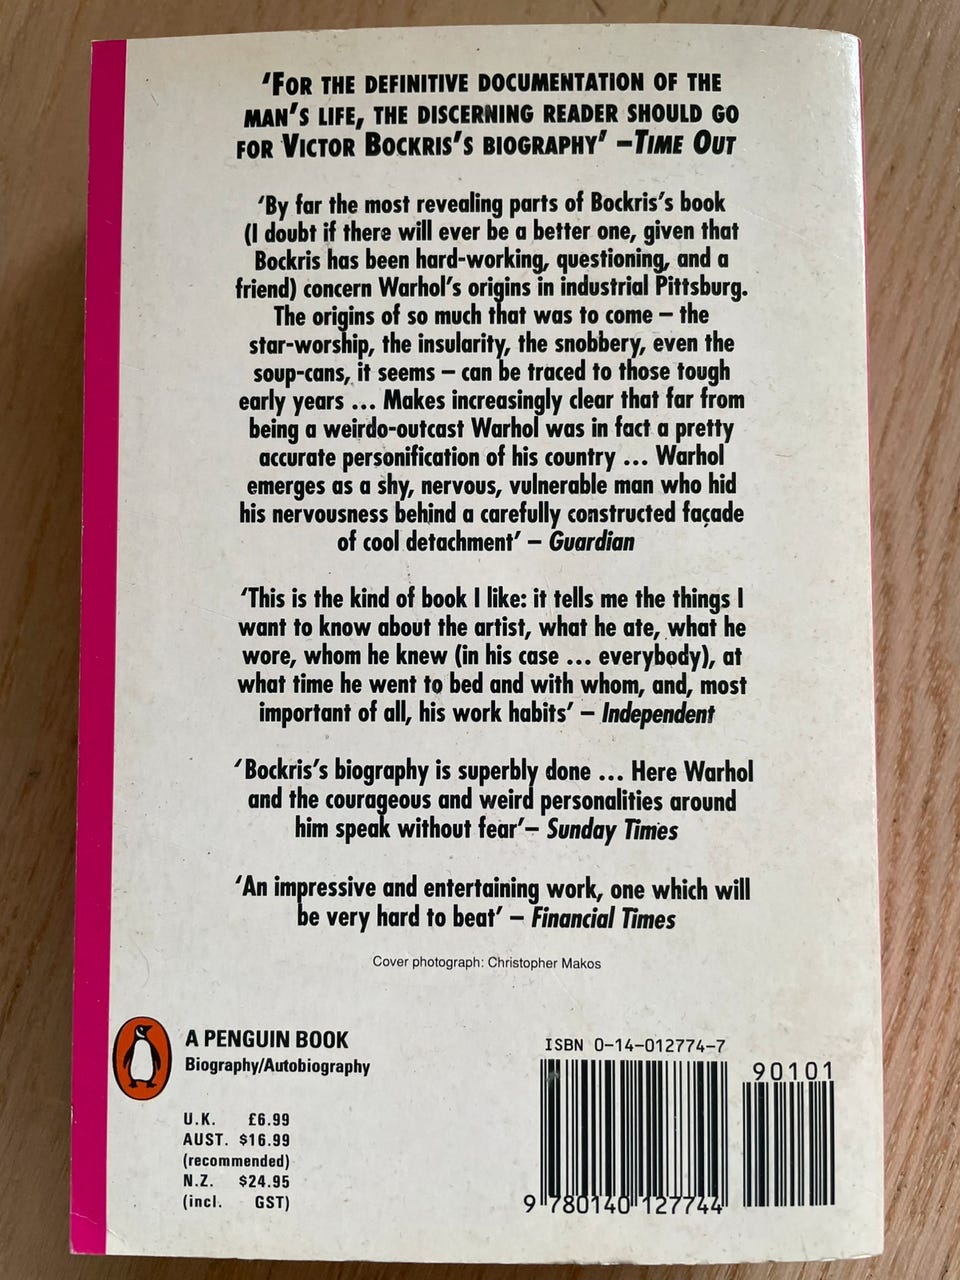 ‘FOR THE DEFINITIVE DOCUMENTATION OF THE
MAN’S LIFE, THE DISCERNING READER SHOULD GO
FOR VICTOR BOCKRIS’S BIOGRAPHY’ –TIME OUT
‘By far the most revealing parts of Bockris’s book
(I doubt if there will ever be a better one, given that
Bockris has been hard-working, questioning, and a
friend) concern Warhol’s origins in industrial Pittsburg.
The origins of so much that was to come – the
star-worship, the insularity, the snobbery, even the
soup-cans, it seems – can be traced to those tough
early years ... Makes increasingly clear that far from
being a weirdo-outcast Warhol was in fact a pretty
accurate personification of his country ... Warhol
emerges as a shy, nervous, vulnerable man who hid
his nervousness behind a carefully constructed façade
of cool detachment’ – Guardian
‘This is the kind of book I like: it tells me the things I
want to know about the artist, what he ate, what he
wore, whom he knew (in his case ... everybody), at
what time he went to bed and with whom, and, most
important of all, his work habits’ – Independent
‘Bockris’s biography is superbly done ... Here Warhol
and the courageous and weird personalities around
him speak without fear’– Sunday Times
‘An impressive and entertaining work, one which will
be very hard to beat’ – Financial Times
Cover photograph: Christopher Makos
A PENGUIN BOOK
Biography/Autobiography
U.K. £6.99
AUST. $16.99
(recommended)
N.Z. $24.95
(incl. GST)
ISBN 0-14-012774-7
90101
9 780140 127744